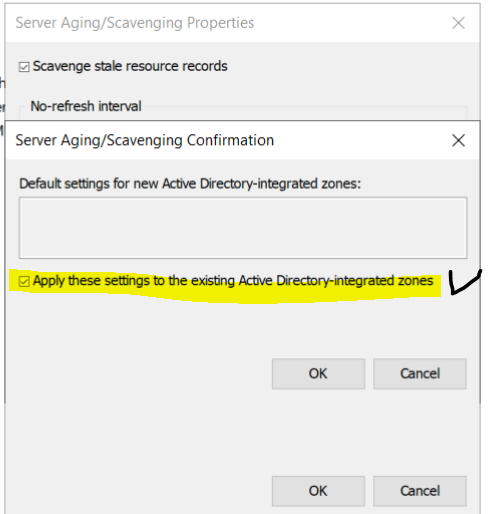 Server Aging/Scavenging Properties
Scavenge stale resource records
No-refresh interval
Server Aging/Scavenging Confirmation
Default settings for new Active Directory-integrated zones:
Apply these settings to the existing Active Directory-integrated zones
OK Cancel
OK Cancel